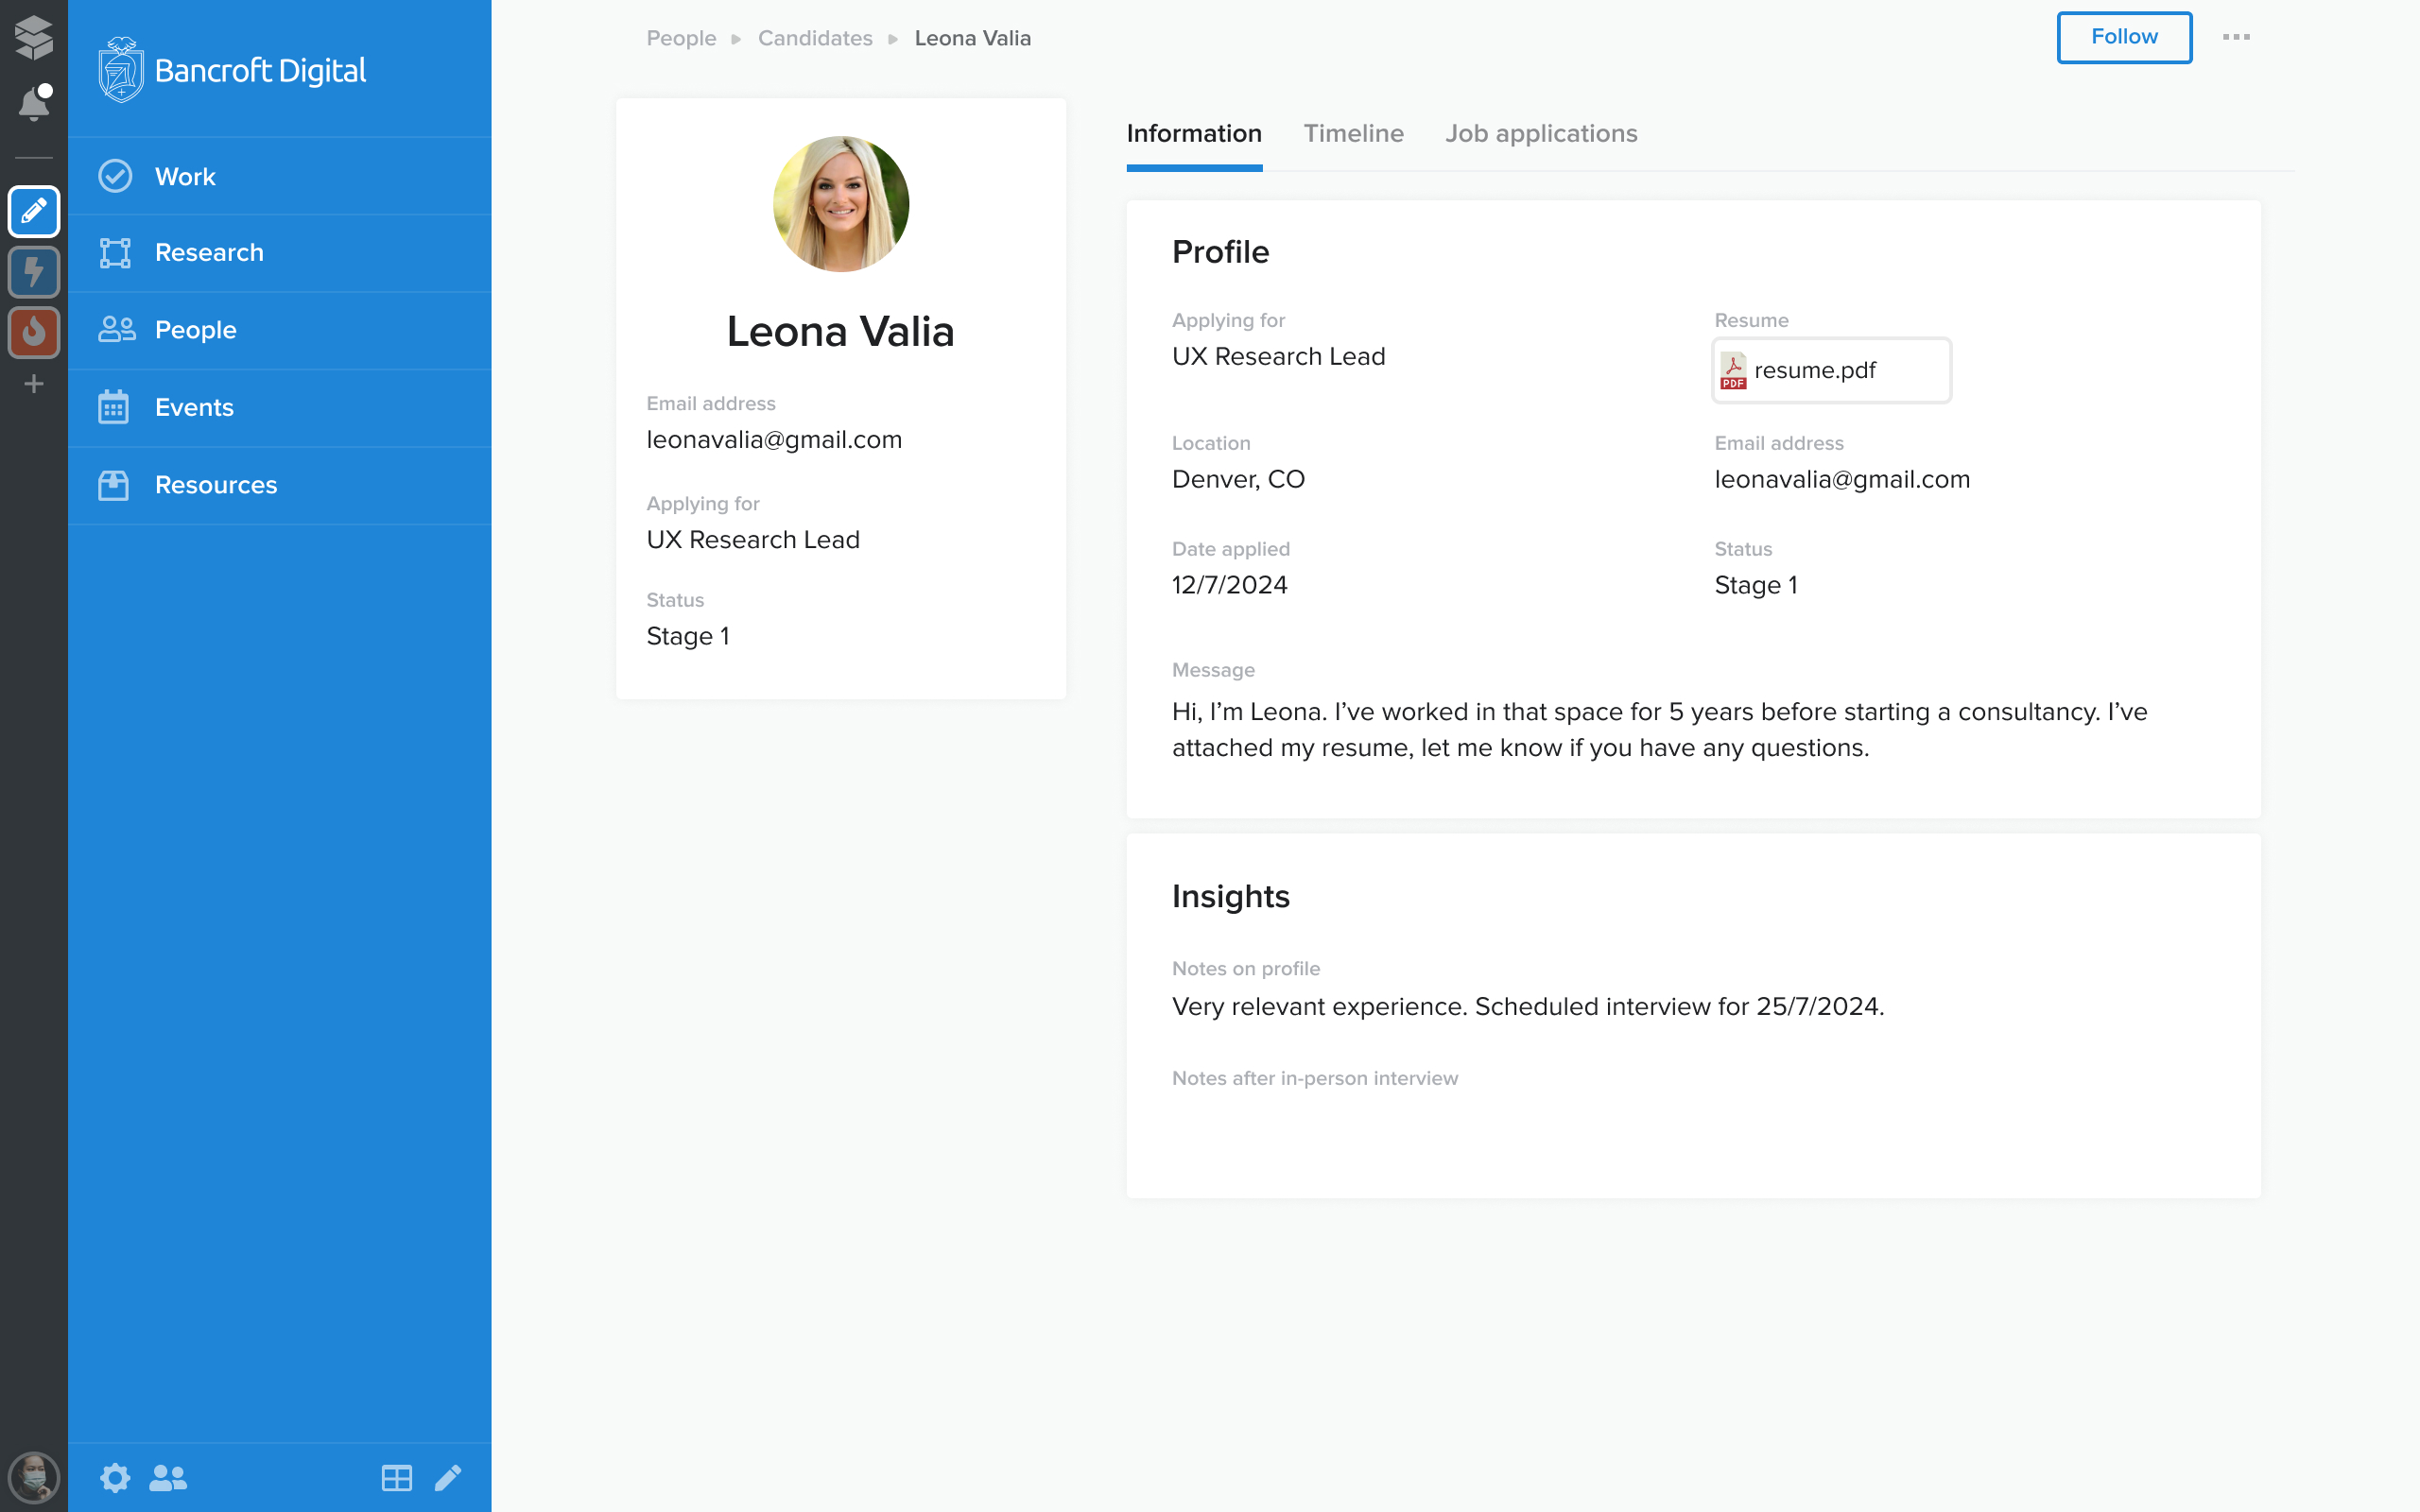 Bancroft Digital
Work
Research
People
Events
Resources
People
Candidates
Leona Valia
Follow
Leona Valia
Email address
leonavalia@gmail.com
Applying for
UX Research Lead
Status
Stage 1
Information
Timeline
Job applications
Profile
Applying for
UX Research Lead
Resume
PDF
resume.pdf
Location
Denver, CO
Email address
leonavalia@gmail.com
Date applied
12/7/2024
Status
Stage 1
Message
Hi, I’m Leona. I’ve worked in that space for 5 years before starting a consultancy. I’ve
attached my resume, let me know if you have any questions.
Insights
Notes on profile
Very relevant experience. Scheduled interview for 25/7/2024.
Notes after in-person interview